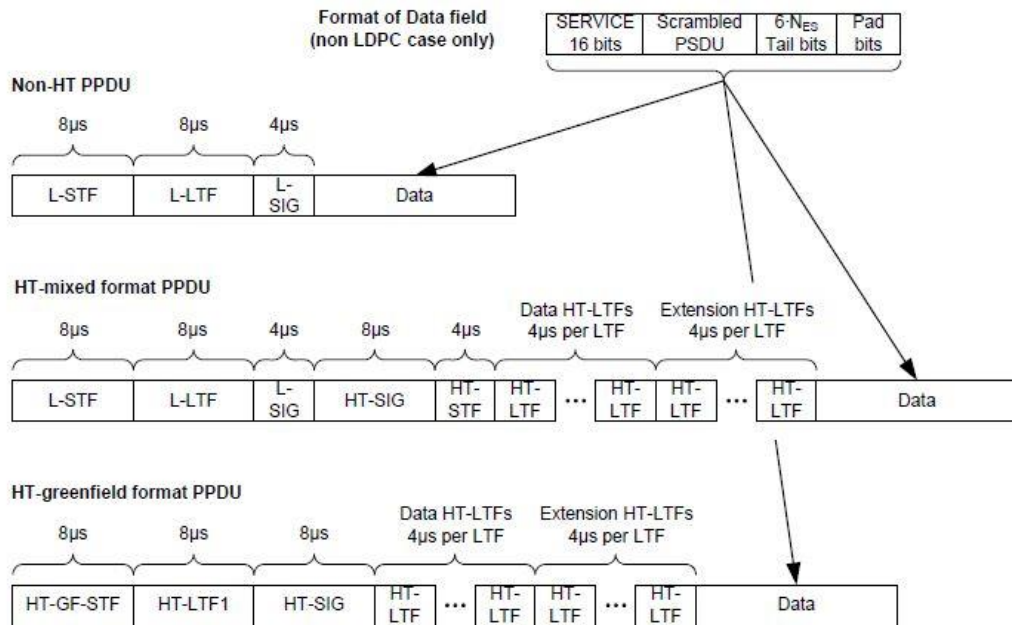 Format of Data field
(non LDPC case only)
SERVICE
16 bits
Scrambled
PSDU
6·N_ES
Tail bits
Pad
bits
Non-HT PPDU
8µs
8µs
4µs
L-STF
L-LTF
L-
SIG
Data
HT-mixed format PPDU
Data HT-LTFs
4µs per LTF
Extension HT-LTFs
4µs per LTF
8µs
8µs
4µs
8µs
4µs
L-STF
L-LTF
L-
SIG
HT-SIG
HT-
STF
HT-
LTF
...
HT-
LTF
HT-
LTF
...
HT-
LTF
Data
HT-greenfield format PPDU
Data HT-LTFs
4µs per LTF
Extension HT-LTFs
4µs per LTF
8µs
8µs
8µs
HT-GF-STF
HT-LTF1
HT-SIG
HT-
LTF
...
HT-
LTF
HT-
LTF
...
HT-
LTF
Data